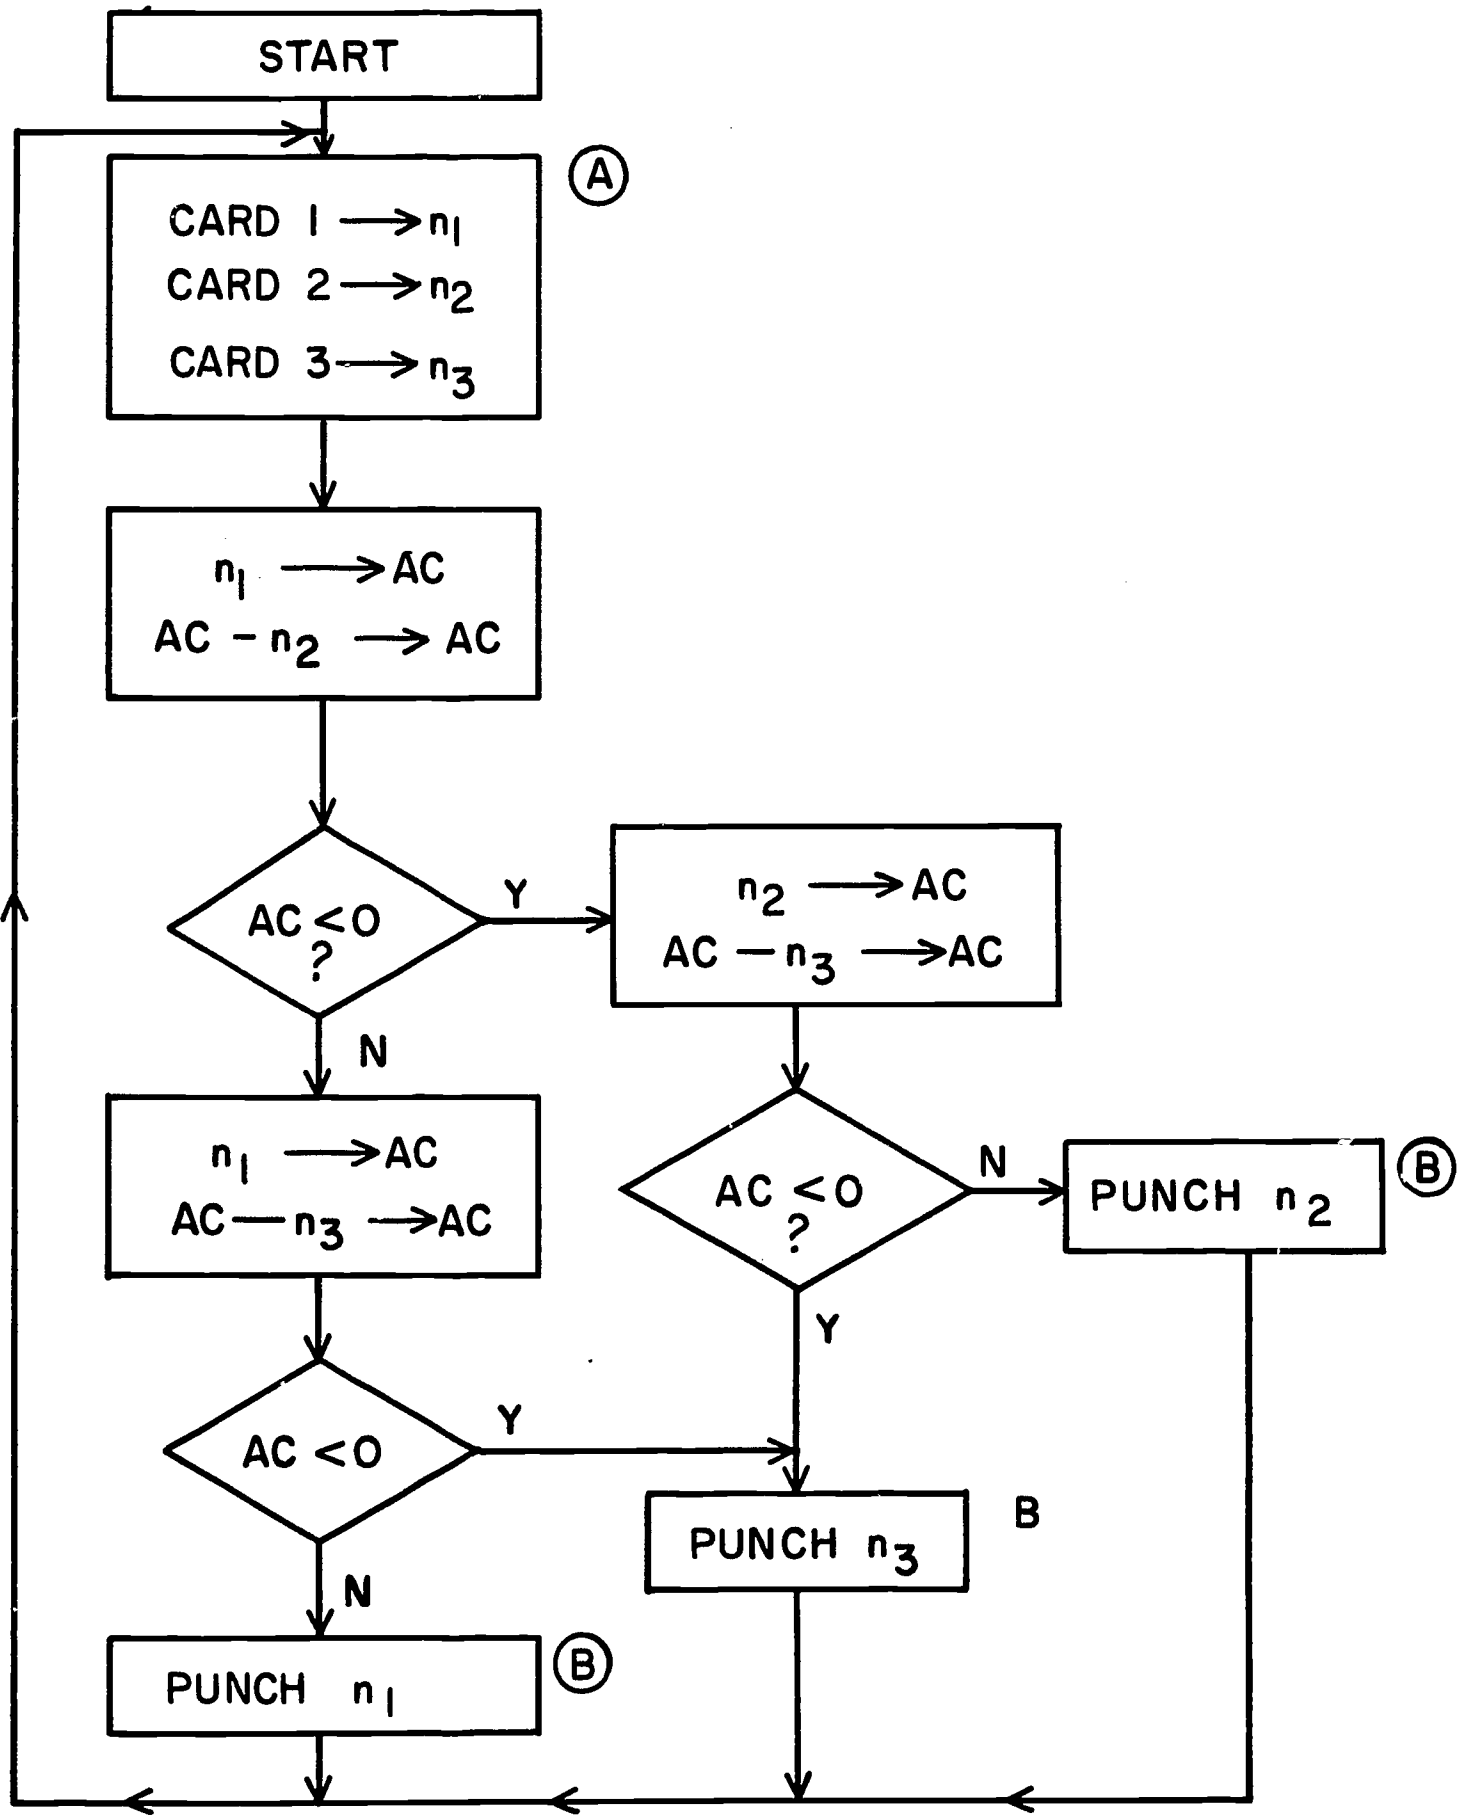 START
A
CARD 1 → n1
CARD 2 → n2
CARD 3 → n3
n1 → AC
AC - n2 → AC
AC < 0
?
Y
N
n2 → AC
AC - n3 → AC
n1 → AC
AC - n3 → AC
AC < 0
?
N
Y
PUNCH n2
B
AC < 0
Y
N
PUNCH n3
B
PUNCH n1
B